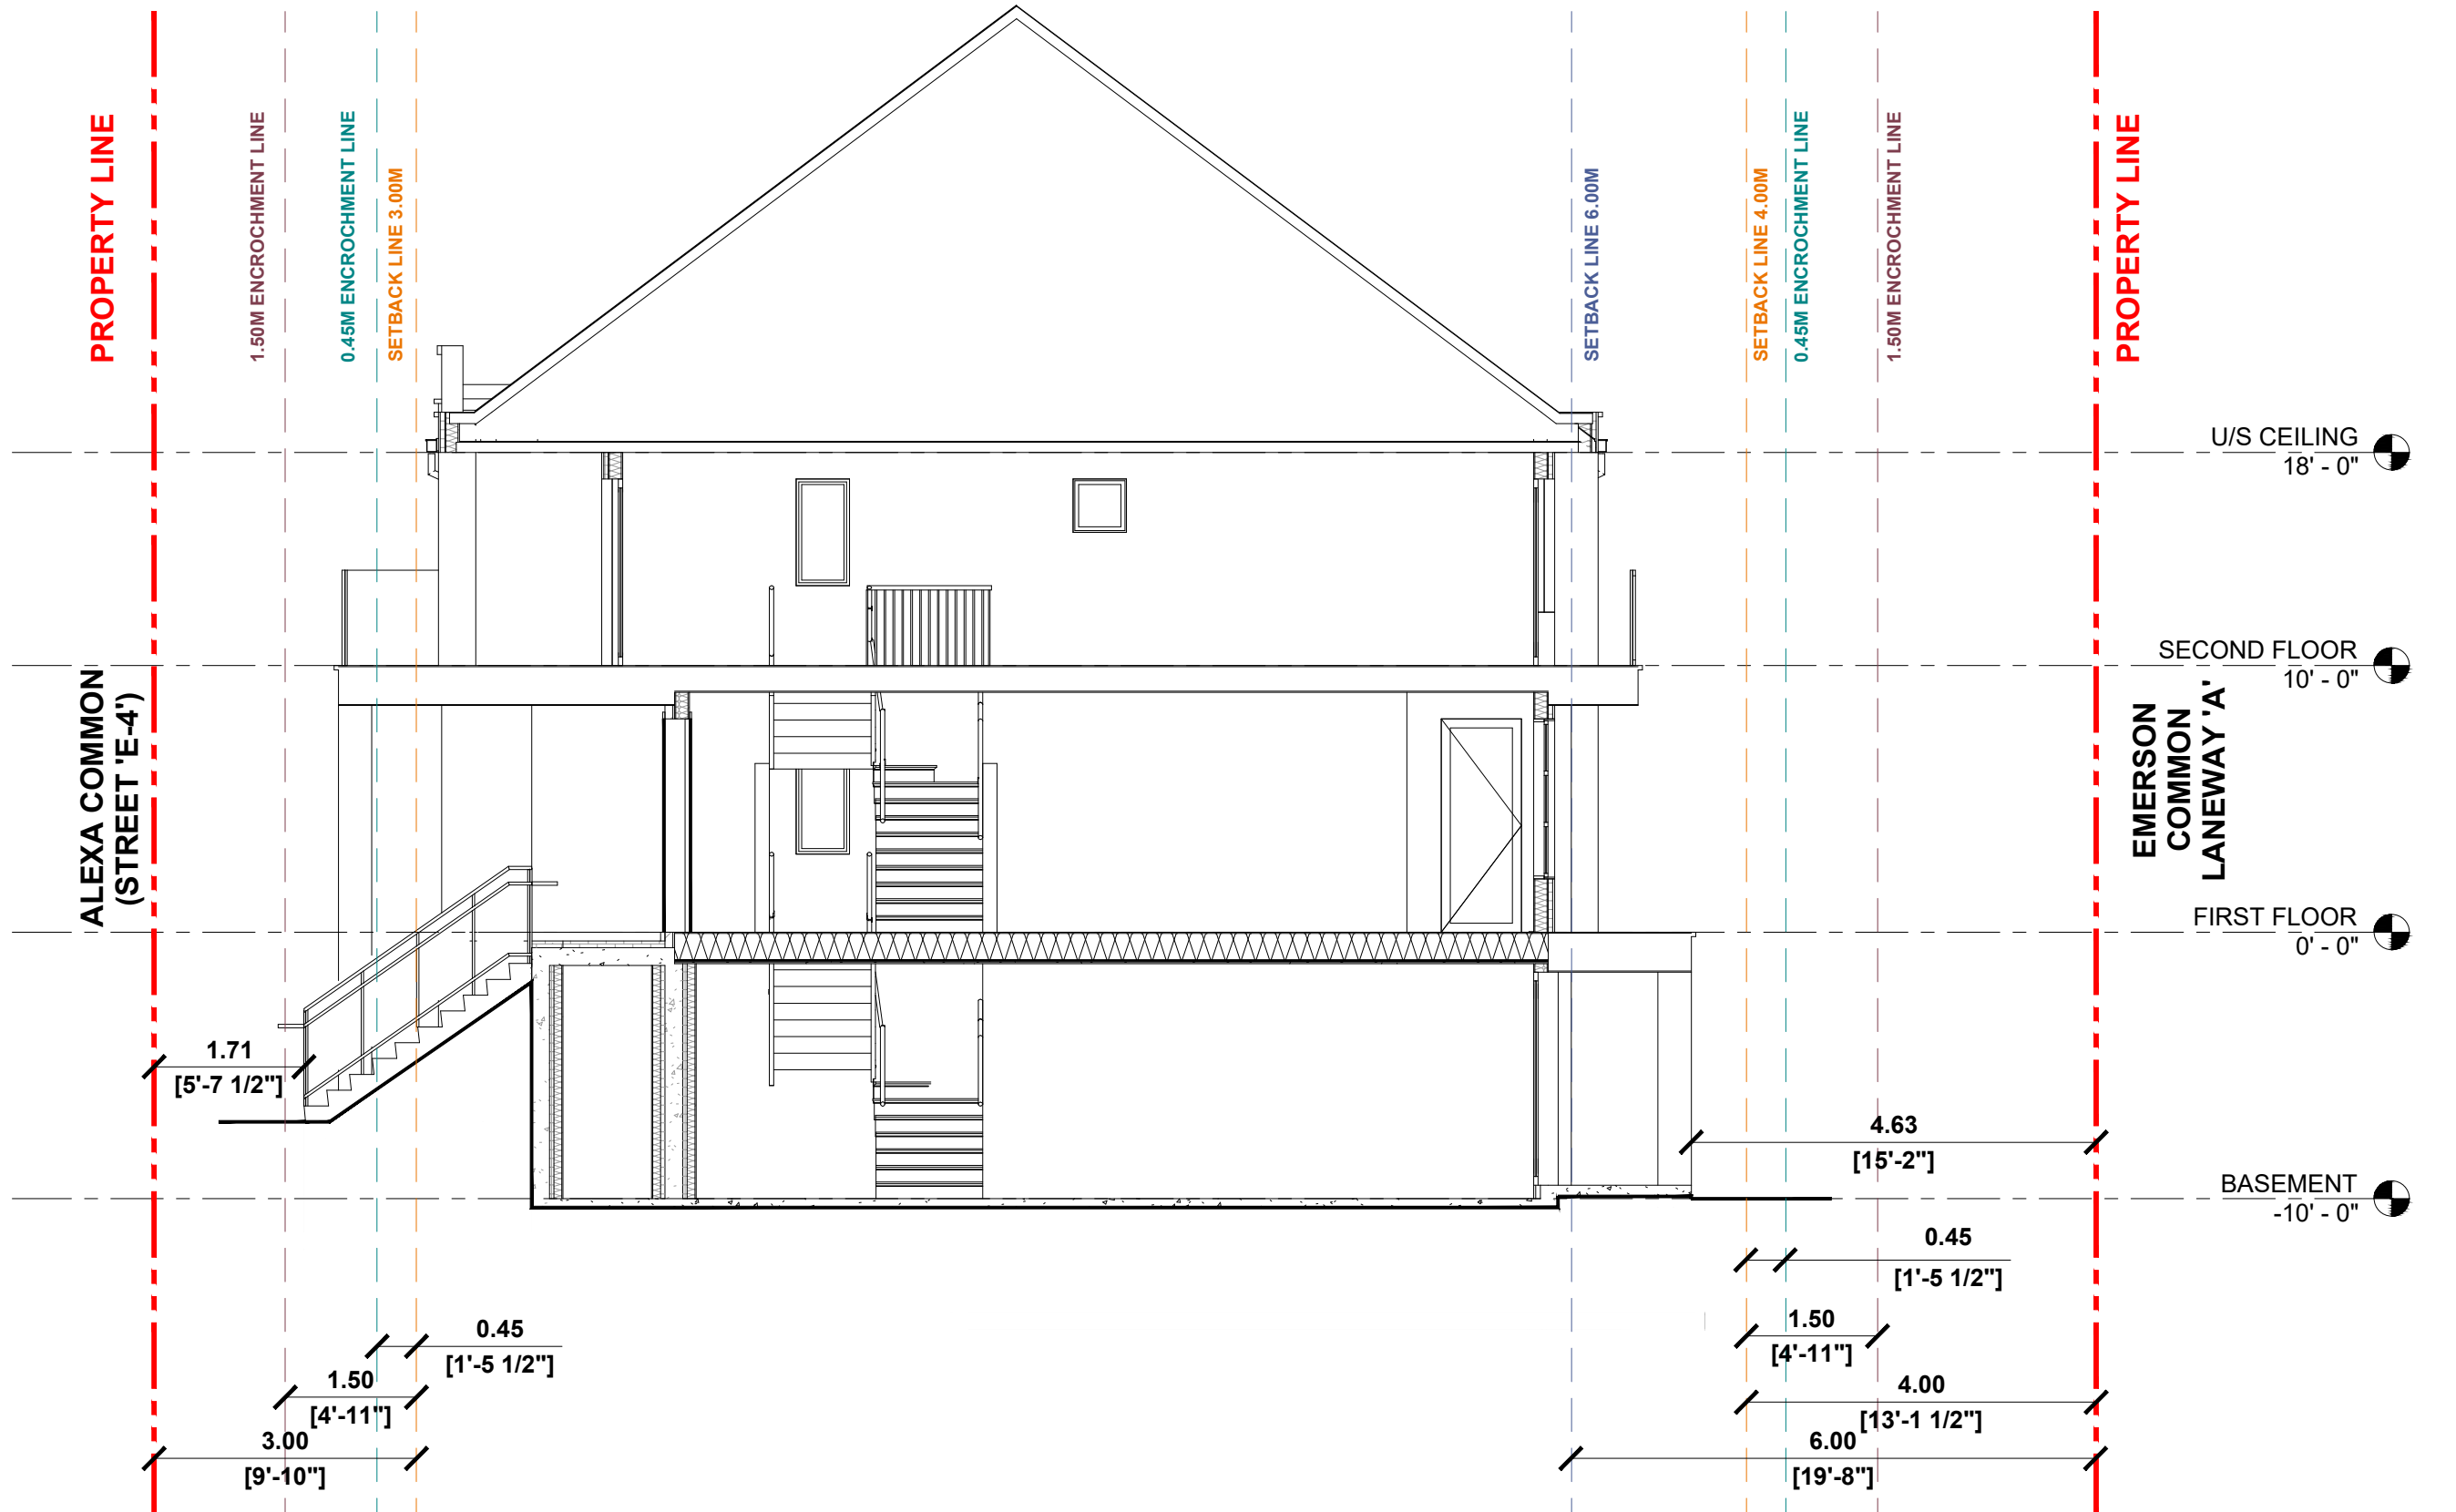 PROPERTY LINE
1.50M ENCROCHMENT LINE
0.45M ENCROCHMENT LINE
SETBACK LINE 3.00M
SETBACK LINE 6.00M
SETBACK LINE 4.00M
0.45M ENCROCHMENT LINE
1.50M ENCROCHMENT LINE
PROPERTY LINE
U/S CEILING
18' - 0"
SECOND FLOOR
10' - 0"
ALEXA COMMON
(STREET 'E-4')
EMERSON
COMMON
LANEWAY 'A'
FIRST FLOOR
0' - 0"
1.71
[5'-7 1/2"]
4.63
[15'-2"]
BASEMENT
-10' - 0"
0.45
[1'-5 1/2"]
0.45
[1'-5 1/2"]
1.50
[4'-11"]
1.50
[4'-11"]
4.00
[13'-1 1/2"]
3.00
[9'-10"]
6.00
[19'-8"]